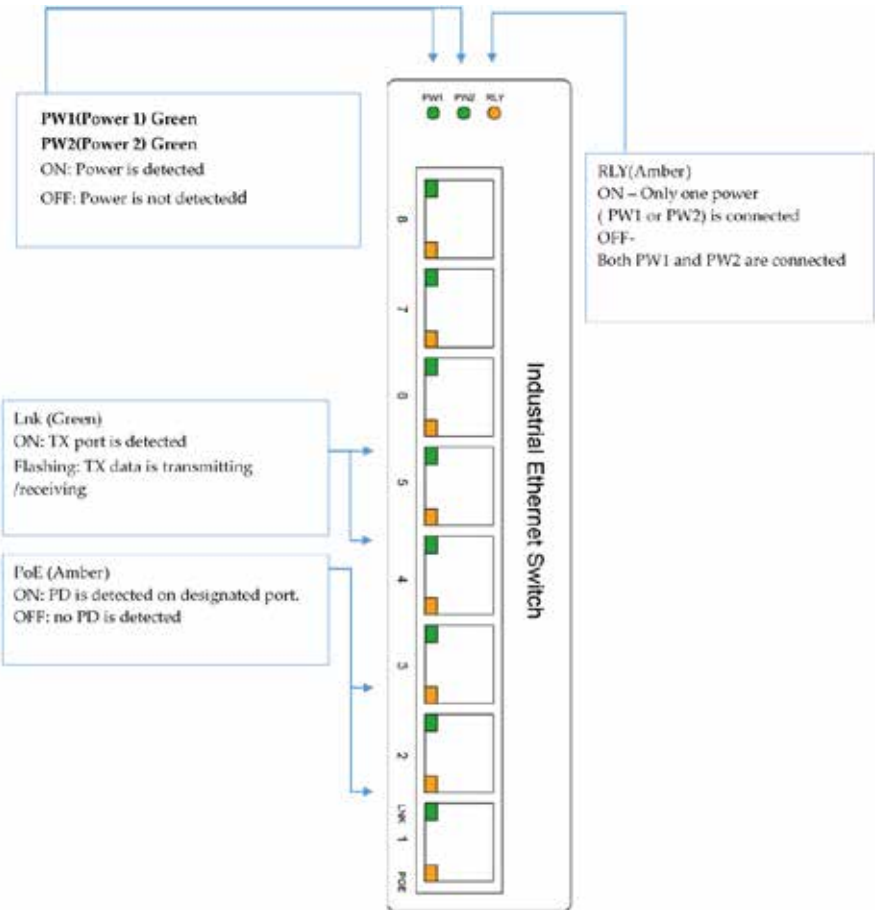 PW1(Power 1) Green
PW2(Power 2) Green
ON: Power is detected
OFF: Power is not detectedd
PW1 PW2 RLY
RLY(Amber)
ON – Only one power
( PW1 or PW2) is connected
OFF-
Both PW1 and PW2 are connected
8
7
6
5
4
3
2
LNK 1 POE
Industrial Ethernet Switch
Lnk (Green)
ON: TX port is detected
Flashing: TX data is transmitting
/receiving
PoE (Amber)
ON: PD is detected on designated port.
OFF: no PD is detected